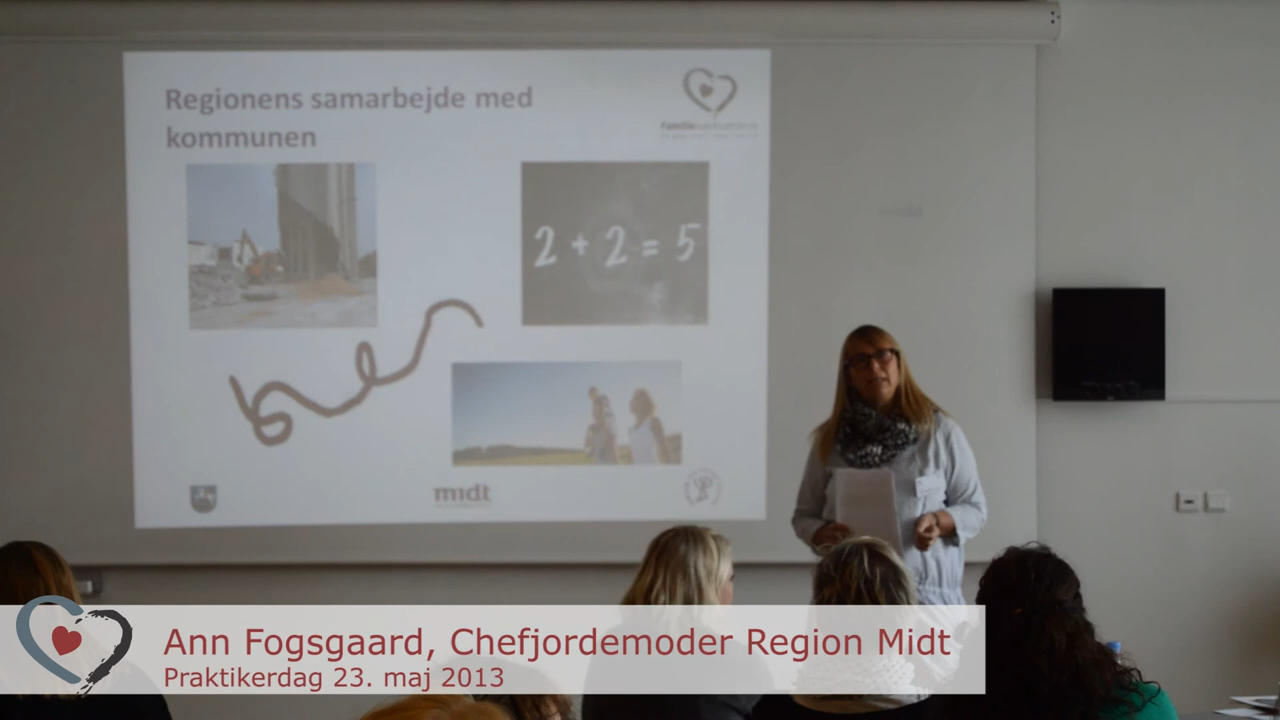 Regionens samarbejde med
kommunen
2 + 2 = 5
midt
Ann Fogsgaard, Chefjordemoder Region Midt
Praktikerdag 23. maj 2013